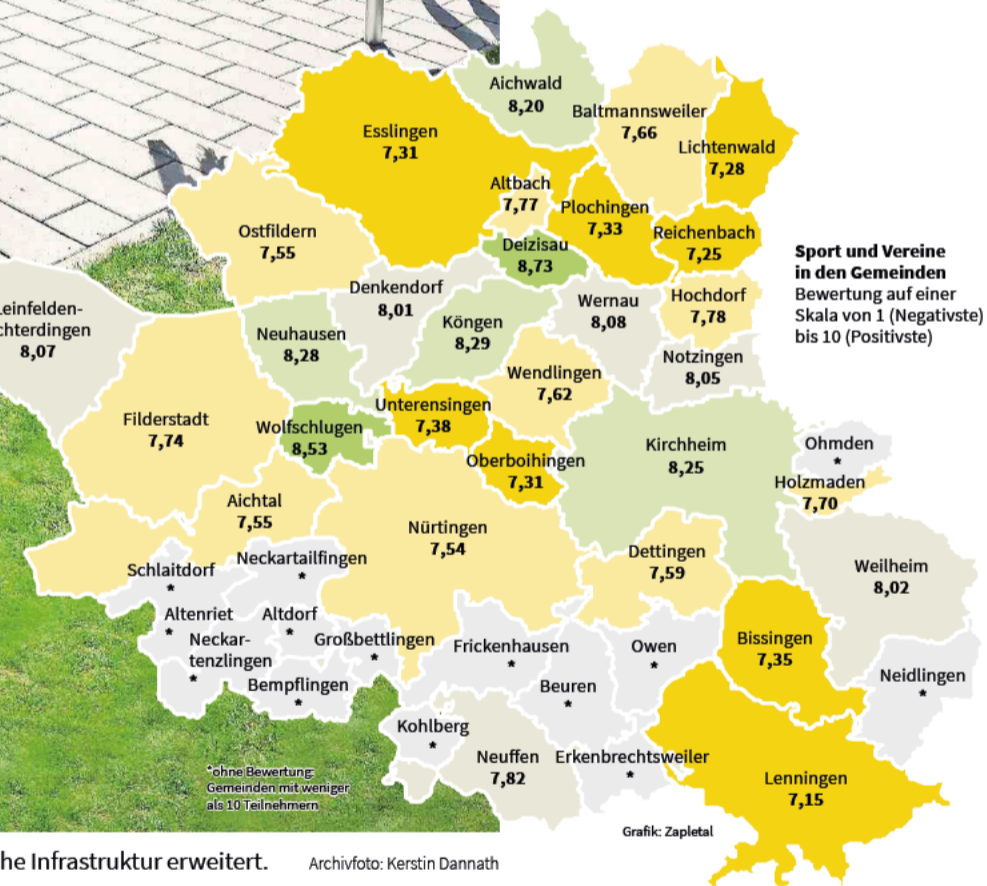 Aichwald
8,20
Baltmannsweiler
7,66
Esslingen
7,31
Lichtenwald
7,28
Altbach
7,77
Plochingen
7,33
Ostfildern
7,55
Reichenbach
7,25
Deizisau
8,73
Sport und Vereine
in den Gemeinden
Bewertung auf einer
Skala von 1 (Negativste)
bis 10 (Positivste)
Denkendorf
8,01
Wernau
8,08
Hochdorf
7,78
einfelden-
chterdingen
8,07
Neuhausen
8,28
Köngen
8,29
Notzingen
8,05
Wendlingen
7,62
Filderstadt
7,74
Wolfschlugen
8,53
Unterensingen
7,38
Kirchheim
8,25
Ohmden
*
Oberboihingen
7,31
Holzmaden
7,70
Aichtal
7,55
Nürtingen
7,54
Dettingen
7,59
Weilheim
8,02
Schlaitdorf
*
Neckartailfingen
*
Altenriet
*
Altdorf
*
Neckar-
tenzlingen
*
Großbettlingen
*
Frickenhausen
*
Owen
*
Bissingen
7,35
Bempflingen
*
Beuren
*
Neidlingen
*
Kohlberg
*
Neuffen
7,82
Erkenbrechtsweiler
*
Lenningen
7,15
*ohne Bewertung:
Gemeinden mit weniger
als 10 Teilnehmern
Grafik: Zapletal
he Infrastruktur erweitert.
Archivfoto: Kerstin Dannath